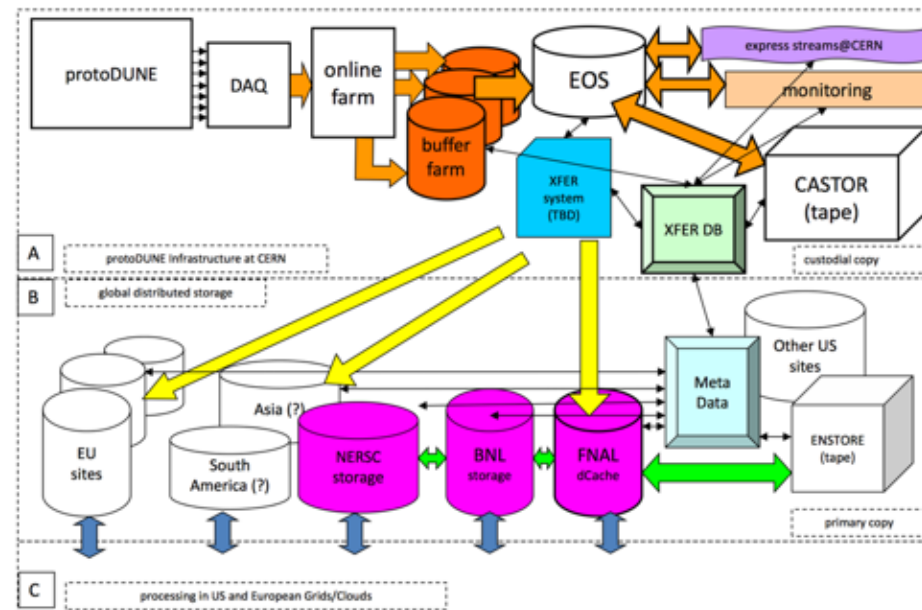 protoDUNE
DAQ
online
farm
buffer
farm
EOS
express streams@CERN
monitoring
XFER
system
(TBD)
XFER DB
CASTOR
(tape)
A
protoDUNE Infrastructure at CERN
custodial copy
B
global distributed storage
EU
sites
Asia (?)
South
America (?)
NERSC
storage
BNL
storage
FNAL
dCache
Meta
Data
Other US
sites
ENSTORE
(tape)
primary copy
C
processing in US and European Grids/Clouds